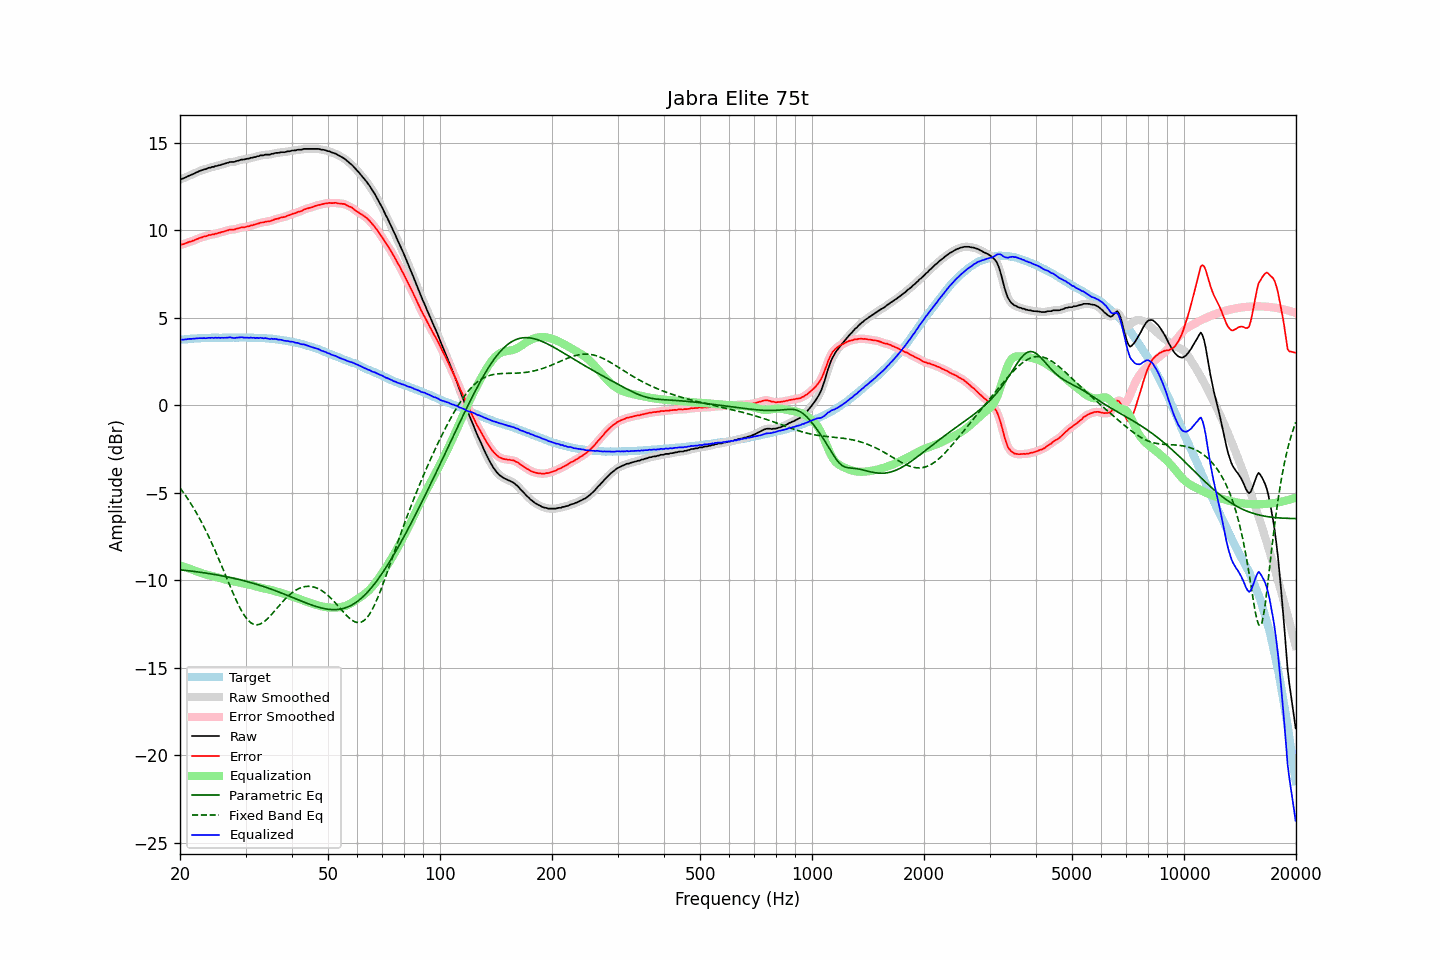 Jabra Elite 75t
15
10
5
0
−5
−10
−15
−20
−25
Amplitude (dBr)
Target
Raw Smoothed
Error Smoothed
Raw
Error
Equalization
Parametric Eq
Fixed Band Eq
Equalized
20 50 100 200 500 1000 2000 5000 10000 20000
Frequency (Hz)